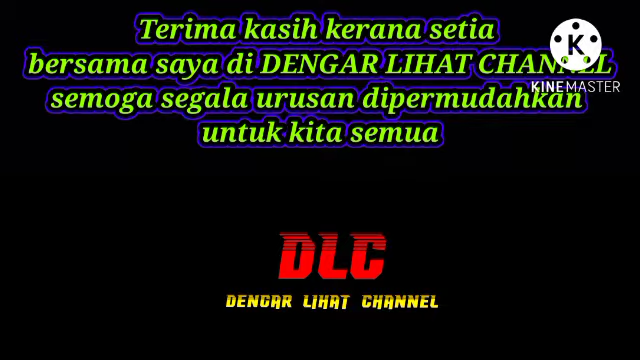 Terima kasih kerana setia
bersama saya di DENGAR LIHAT CHANNEL
semoga segala urusan dipermudahkan
untuk kita semua
K
KINEMASTER
DLC
DENGAR LIHAT CHANNEL